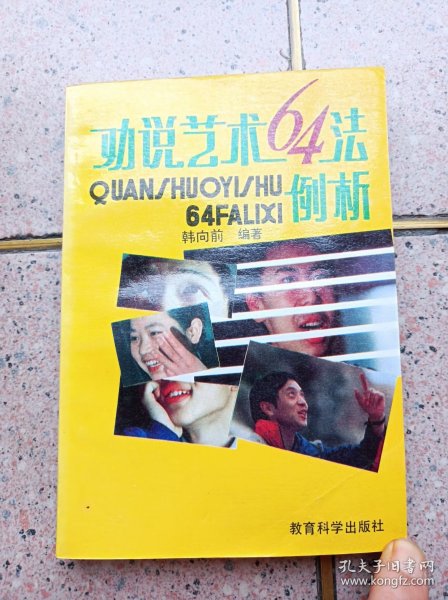 劝说艺术64法
QUANSHUOYISHU
例析
64FALIXI
韩向前 编著
教育科学出版社
孔夫子旧书网
www.kongfz.com